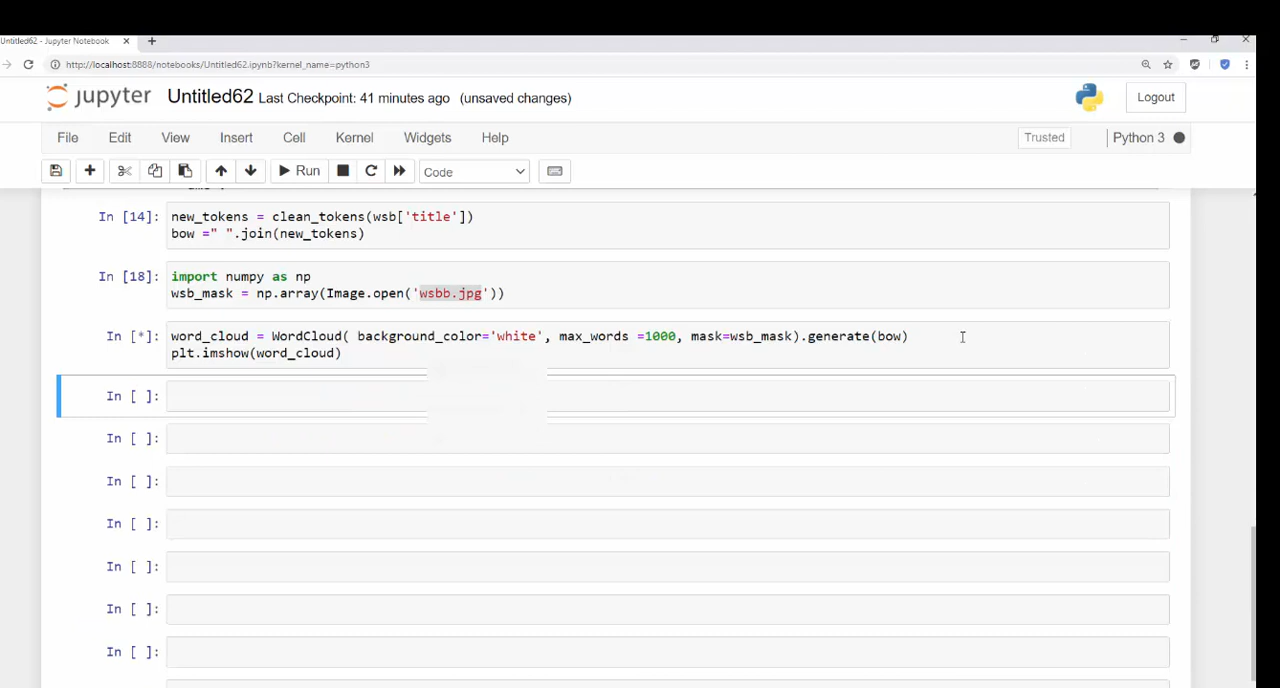 Untitled62 - Jupyter Notebook
http://localhost:8888/notebooks/Untitled62.ipynb?kernel_name=python3
jupyter Untitled62 Last Checkpoint: 41 minutes ago (unsaved changes) Logout
File Edit View Insert Cell Kernel Widgets Help Trusted Python 3
Run Code
In [14]: new_tokens = clean_tokens(wsb['title'])
bow =" ".join(new_tokens)
In [18]: import numpy as np
wsb_mask = np.array(Image.open('wsbb.jpg'))
In [*]: word_cloud = WordCloud( background_color='white', max_words =1000, mask=wsb_mask).generate(bow)
plt.imshow(word_cloud)
In [ ]:
In [ ]:
In [ ]:
In [ ]:
In [ ]:
In [ ]:
In [ ]: